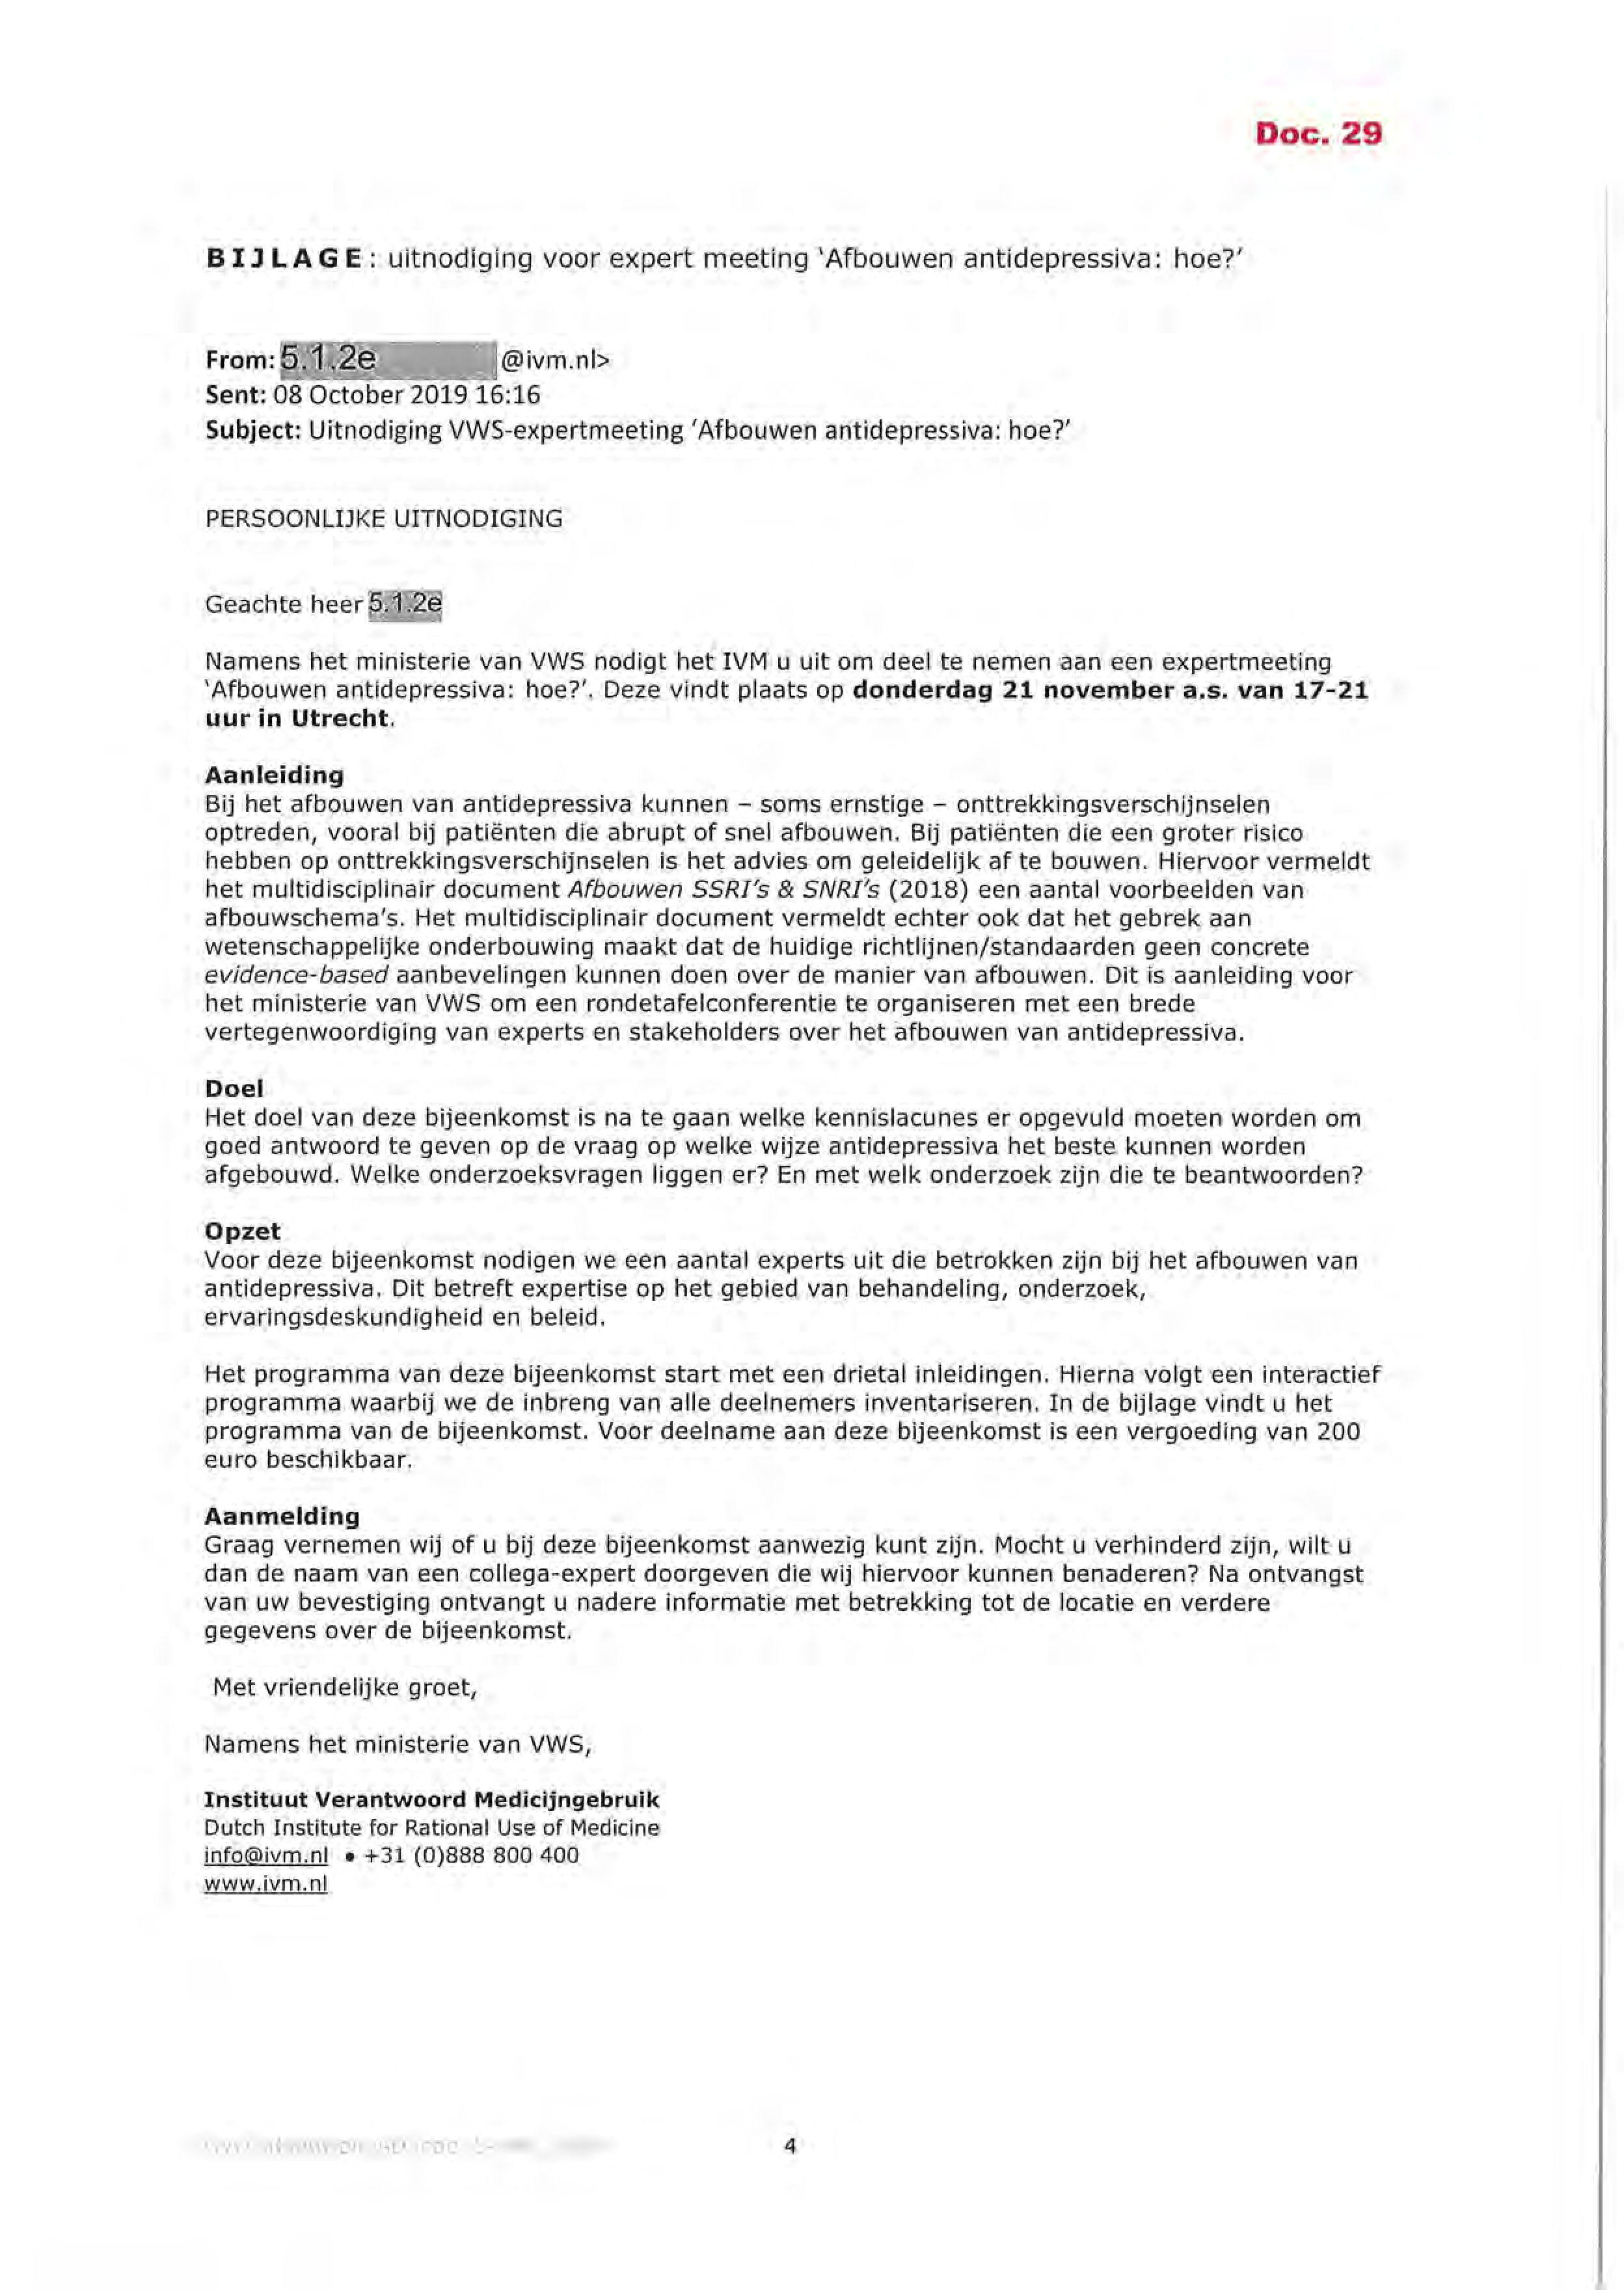 Doc. 29
BIJLAGE: uitnodiging voor expert meeting 'Afbouwen antidepressiva: hoe?'
From: 5.1.2e @ivm.nl>
Sent: 08 October 2019 16:16
Subject: Uitnodiging VWS-expertmeeting 'Afbouwen antidepressiva: hoe?'
PERSOONLIJKE UITNODIGING
Geachte heer 5.1.2e
Namens het ministerie van VWS nodigt het IVM u uit om deel te nemen aan een expertmeeting
'Afbouwen antidepressiva: hoe?'. Deze vindt plaats op donderdag 21 november a.s. van 17-21
uur in Utrecht.
Aanleiding
Bij het afbouwen van antidepressiva kunnen – soms ernstige – onttrekkingsverschijnselen
optreden, vooral bij patiënten die abrupt of snel afbouwen. Bij patiënten die een groter risico
hebben op onttrekkingsverschijnselen is het advies om geleidelijk af te bouwen. Hiervoor vermeldt
het multidisciplinair document Afbouwen SSRI's & SNRI's (2018) een aantal voorbeelden van
afbouwschema's. Het multidisciplinair document vermeldt echter ook dat het gebrek aan
wetenschappelijke onderbouwing maakt dat de huidige richtlijnen/standaarden geen concrete
evidence-based aanbevelingen kunnen doen over de manier van afbouwen. Dit is aanleiding voor
het ministerie van VWS om een rondetafelconferentie te organiseren met een brede
vertegenwoordiging van experts en stakeholders over het afbouwen van antidepressiva.
Doel
Het doel van deze bijeenkomst is na te gaan welke kennislacunes er opgevuld moeten worden om
goed antwoord te geven op de vraag op welke wijze antidepressiva het beste kunnen worden
afgebouwd. Welke onderzoeksvragen liggen er? En met welk onderzoek zijn die te beantwoorden?
Opzet
Voor deze bijeenkomst nodigen we een aantal experts uit die betrokken zijn bij het afbouwen van
antidepressiva. Dit betreft expertise op het gebied van behandeling, onderzoek,
ervaringsdeskundigheid en beleid.
Het programma van deze bijeenkomst start met een drietal inleidingen. Hierna volgt een interactief
programma waarbij we de inbreng van alle deelnemers inventariseren. In de bijlage vindt u het
programma van de bijeenkomst. Voor deelname aan deze bijeenkomst is een vergoeding van 200
euro beschikbaar.
Aanmelding
Graag vernemen wij of u bij deze bijeenkomst aanwezig kunt zijn. Mocht u verhinderd zijn, wilt u
dan de naam van een collega-expert doorgeven die wij hiervoor kunnen benaderen? Na ontvangst
van uw bevestiging ontvangt u nadere informatie met betrekking tot de locatie en verdere
gegevens over de bijeenkomst.
Met vriendelijke groet,
Namens het ministerie van VWS,
Instituut Verantwoord Medicijngebruik
Dutch Institute for Rational Use of Medicine
info@ivm.nl • +31 (0)888 800 400
www.ivm.nl
4